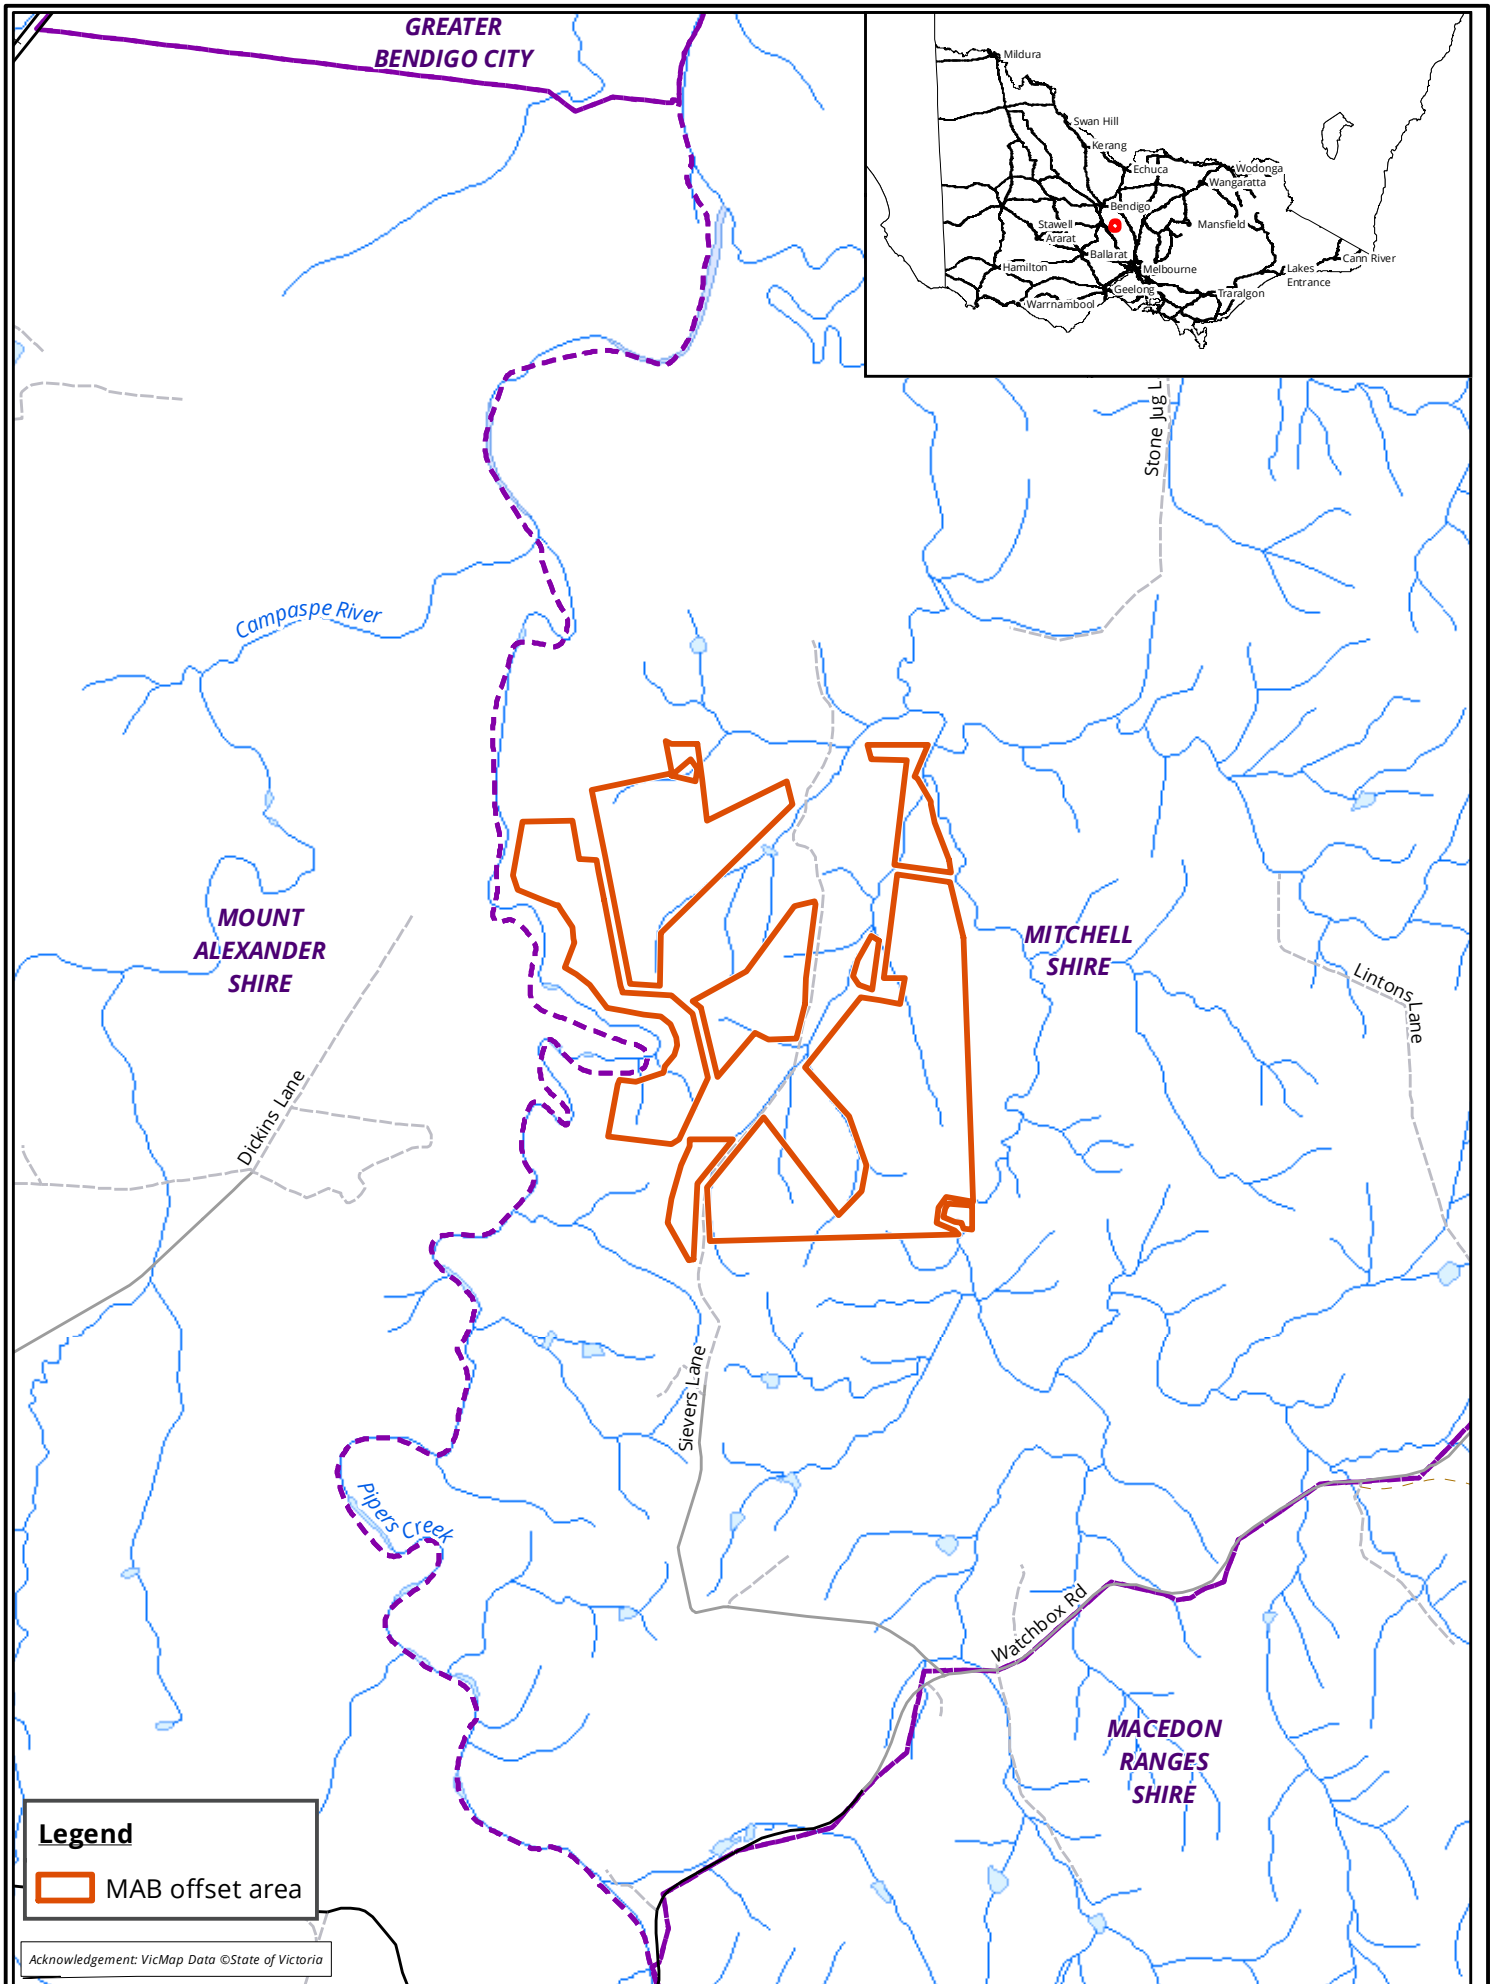 GREATER
BENDIGO CITY
Mildura
Swan Hill
Kerang
Echuca
Wodonga
Wangaratta
Bendigo
Stawell
Mansfield
Ararat
Ballarat
Cann River
Hamilton
Melbourne
Lakes
Entrance
Geelong
Traralgon
Warrnambool
Stone Jug L
Campaspe River
MOUNT
ALEXANDER
SHIRE
MITCHELL
SHIRE
Lintons Lane
Dickins Lane
Sievers Lane
Pipers Creek
Watchbox Rd
MACEDON
RANGES
SHIRE
Legend
MAB offset area
Acknowledgement: VicMap Data ©State of Victoria